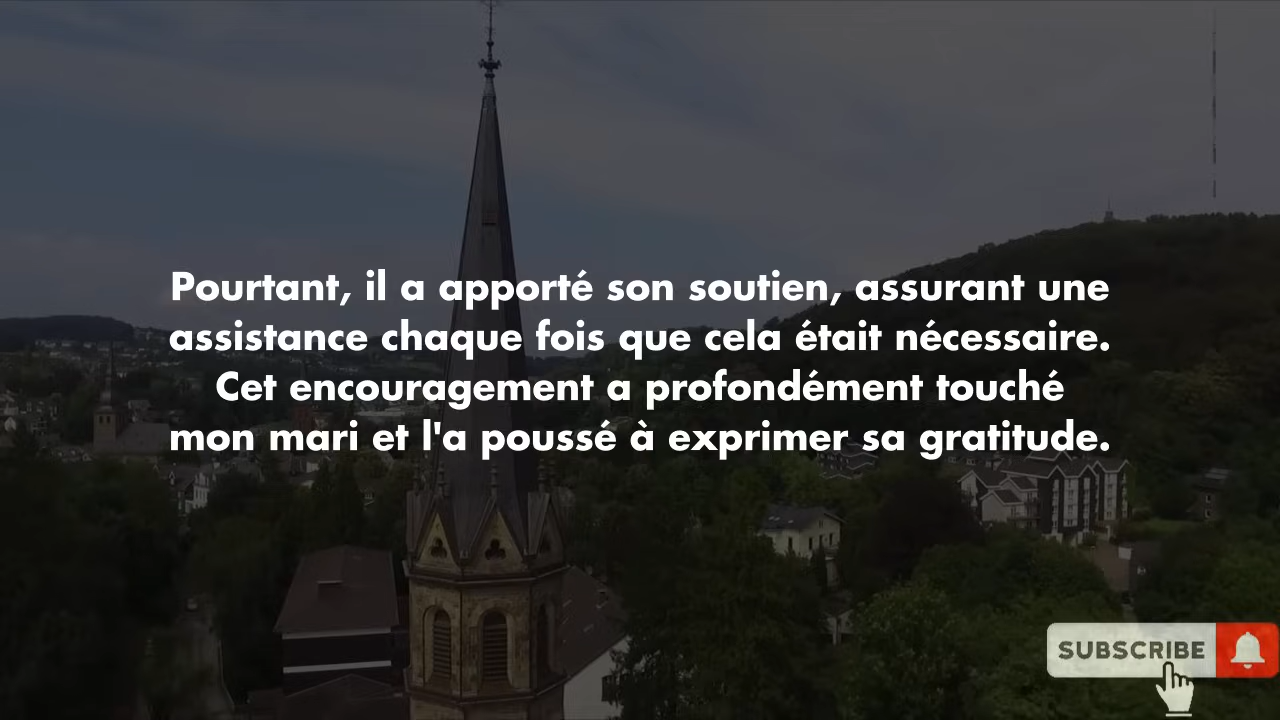 Pourtant, il a apporté son soutien, assurant une
assistance chaque fois que cela était nécessaire.
Cet encouragement a profondément touché
mon mari et l'a poussé à exprimer sa gratitude.
SUBSCRIBE